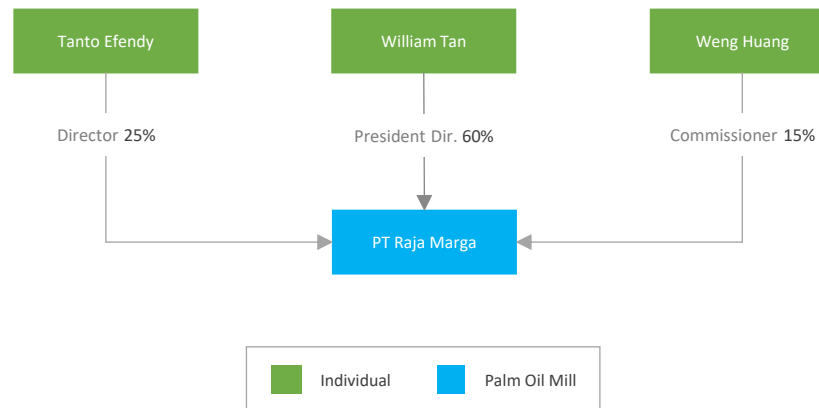 Tanto Efendy
William Tan
Weng Huang
Director 25%
President Dir. 60%
Commissioner 15%
PT Raja Marga
Individual
Palm Oil Mill